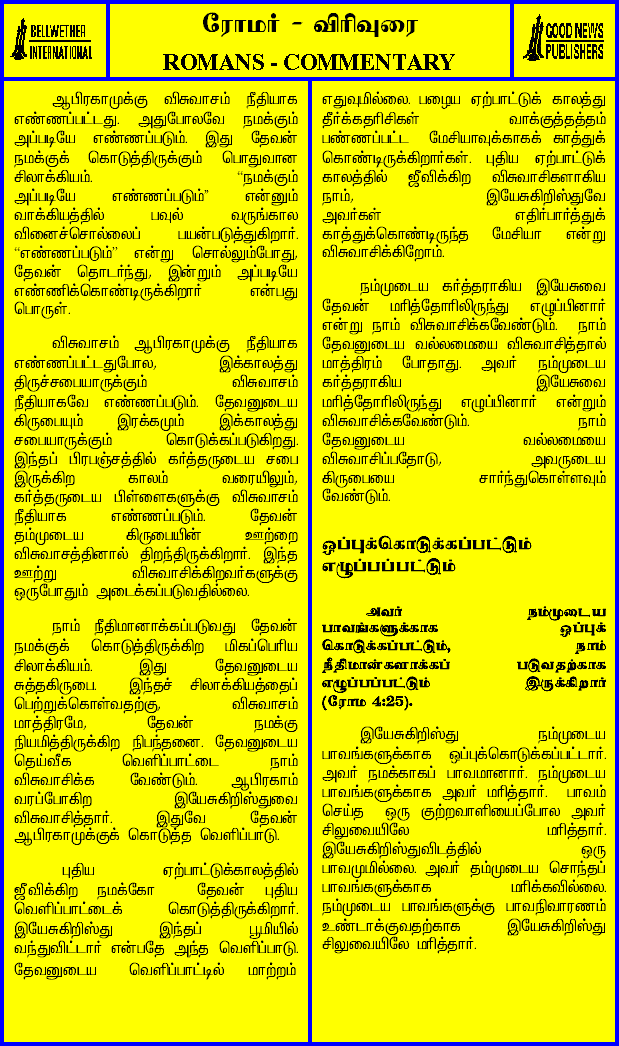 BELLWETHER
INTERNATIONAL
ரோமர் - விரிவுரை
ROMANS - COMMENTARY
GOOD NEWS
PUBLISHERS
ஆபிரகாமுக்கு விசுவாசம் நீதியாக
எண்ணப்பட்டது. அதுபோலவே நமக்கும்
அப்படியே எண்ணப்படும். இது தேவன்
நமக்குக் கொடுத்திருக்கும் பொதுவான
சிலாக்கியம். “நமக்கும்
அப்படியே எண்ணப்படும்” என்னும்
வாக்கியத்தில் பவுல் வருங்கால
வினைச்சொல்லைப் பயன்படுத்துகிறார்.
“எண்ணப்படும்” என்று சொல்லும்போது,
தேவன் தொடர்ந்து, இன்றும் அப்படியே
எண்ணிக்கொண்டிருக்கிறார் என்பது
பொருள்.
விசுவாசம் ஆபிரகாமுக்கு நீதியாக
எண்ணப்பட்டதுபோல, இக்காலத்து
திருச்சபையாருக்கும் விசுவாசம்
நீதியாகவே எண்ணப்படும். தேவனுடைய
கிருபையும் இரக்கமும் இக்காலத்து
சபையாருக்கும் கொடுக்கப்படுகிறது.
இந்தப் பிரபஞ்சத்தில் கர்த்தருடைய சபை
இருக்கிற காலம் வரையிலும்,
கர்த்தருடைய பிள்ளைகளுக்கு விசுவாசம்
நீதியாக எண்ணப்படும். தேவன்
தம்முடைய கிருபையின் ஊற்றை
விசுவாசத்தினால் திறந்திருக்கிறார். இந்த
ஊற்று விசுவாசிக்கிறவர்களுக்கு
ஒருபோதும் அடைக்கப்படுவதில்லை.
நாம் நீதிமானாக்கப்படுவது தேவன்
நமக்குக் கொடுத்திருக்கிற மிகப்பெரிய
சிலாக்கியம். இது தேவனுடைய
சுத்தகிருபை. இந்தச் சிலாக்கியத்தைப்
பெற்றுக்கொள்வதற்கு, விசுவாசம்
மாத்திரமே, தேவன் நமக்கு
நியமித்திருக்கிற நிபந்தனை. தேவனுடைய
தெய்வீக வெளிப்பாட்டை நாம்
விசுவாசிக்க வேண்டும். ஆபிரகாம்
வரப்போகிற இயேசுகிறிஸ்துவை
விசுவாசித்தார். இதுவே தேவன்
ஆபிரகாமுக்குக் கொடுத்த வெளிப்பாடு.
புதிய ஏற்பாட்டுக்காலத்தில்
ஜீவிக்கிற நமக்கோ தேவன் புதிய
வெளிப்பாட்டைக் கொடுத்திருக்கிறார்.
இயேசுகிறிஸ்து இந்தப் பூமியில்
வந்துவிட்டார் என்பதே அந்த வெளிப்பாடு.
தேவனுடைய வெளிப்பாட்டில் மாற்றம்
எதுவுமில்லை. பழைய ஏற்பாட்டுக் காலத்து
தீர்க்கதரிசிகள் வாக்குத்தத்தம்
பண்ணப்பட்ட மேசியாவுக்காகக் காத்துக்
கொண்டிருக்கிறார்கள். புதிய ஏற்பாட்டுக்
காலத்தில் ஜீவிக்கிற விசுவாசிகளாகிய
நாம், இயேசுகிறிஸ்துவே
அவர்கள் எதிர்பார்த்துக்
காத்துக்கொண்டிருந்த மேசியா என்று
விசுவாசிக்கிறோம்.
நம்முடைய கர்த்தராகிய இயேசுவை
தேவன் மரித்தோரிலிருந்து எழுப்பினார்
என்று நாம் விசுவாசிக்கவேண்டும். நாம்
தேவனுடைய வல்லமையை விசுவாசித்தால்
மாத்திரம் போதாது. அவர் நம்முடைய
கர்த்தராகிய இயேசுவை
மரித்தோரிலிருந்து எழுப்பினார் என்றும்
விசுவாசிக்கவேண்டும். நாம்
தேவனுடைய வல்லமையை
விசுவாசிப்பதோடு, அவருடைய
கிருபையை சார்ந்துகொள்ளவும்
வேண்டும்.
ஒப்புக்கொடுக்கப்பட்டும்
எழுப்பப்பட்டும்
அவர் நம்முடைய
பாவங்களுக்காக ஒப்புக்
கொடுக்கப்பட்டும், நாம்
நீதிமான்களாக்கப் படுவதற்காக
எழுப்பப்பட்டும் இருக்கிறார்
(ரோம 4:25).
இயேசுகிறிஸ்து நம்முடைய
பாவங்களுக்காக ஒப்புக்கொடுக்கப்பட்டார்.
அவர் நமக்காகப் பாவமானார். நம்முடைய
பாவங்களுக்காக அவர் மரித்தார். பாவம்
செய்த ஒரு குற்றவாளியைப்போல அவர்
சிலுவையிலே மரித்தார்.
இயேசுகிறிஸ்துவிடத்தில் ஒரு
பாவமுமில்லை. அவர் தம்முடைய சொந்தப்
பாவங்களுக்காக மரிக்கவில்லை.
நம்முடைய பாவங்களுக்கு பாவநிவாரணம்
உண்டாக்குவதற்காக இயேசுகிறிஸ்து
சிலுவையிலே மரித்தார்.